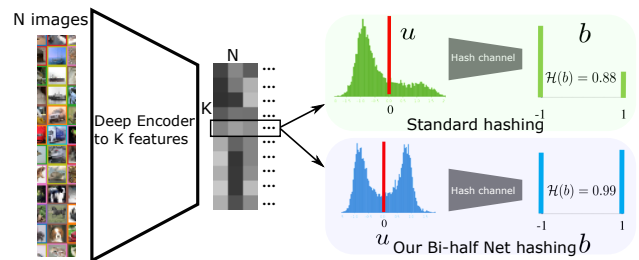 N images
Deep Encoder
to K features
N
K
...
...
...
...
...
...
...
...
u
0
Hash channel
b
H(b) = 0.88
-1
1
Standard hashing
0
u
Hash channel
H(b) = 0.99
-1
1
b
Our Bi-half Net hashing